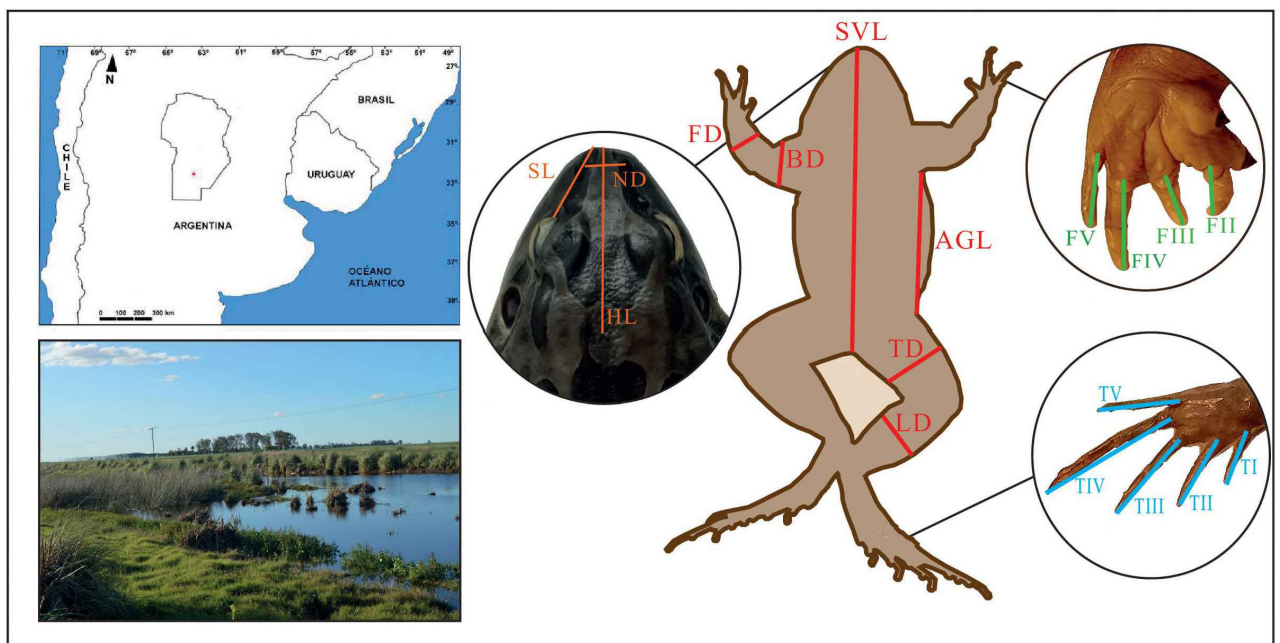 71° 69° 67° 65° 63° 61° 59° 57° 55° 53° 51° 49°
27°
29°
31°
33°
35°
37°
39°
N
CHILE
BRASIL
URUGUAY
ARGENTINA
OCÉANO
ATLÁNTICO
0 100 200 300 km
SVL
FD
BD
AGL
TD
LD
SL
ND
HL
FV
FIV
FIII
FII
TV
TIV
TIII
TII
TI